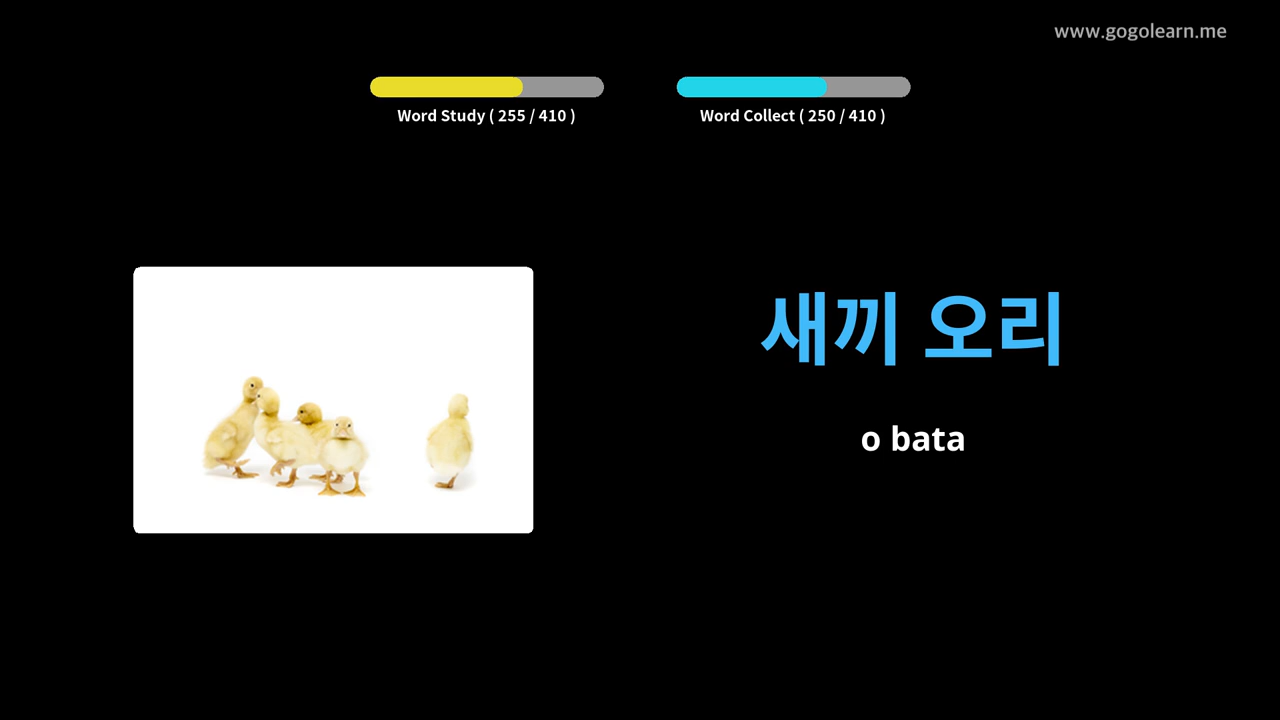 www.gogolearn.me
Word Study ( 255 / 410 )
Word Collect ( 250 / 410 )
새끼 오리
o bata